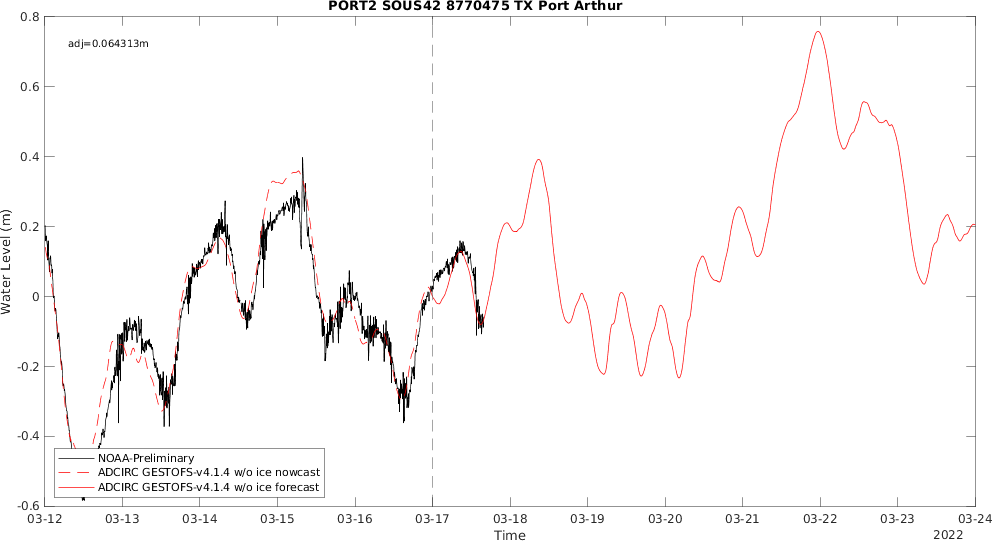 PORT2 SOUS42 8770475 TX Port Arthur
adj=0.064313m
0.8
0.6
0.4
0.2
0
-0.2
-0.4
-0.6
Water Level (m)
NOAA-Preliminary
ADCIRC GESTOFS-v4.1.4 w/o ice nowcast
ADCIRC GESTOFS-v4.1.4 w/o ice forecast
03-12 03-13 03-14 03-15 03-16 03-17 03-18 03-19 03-20 03-21 03-22 03-23 03-24
Time
2022